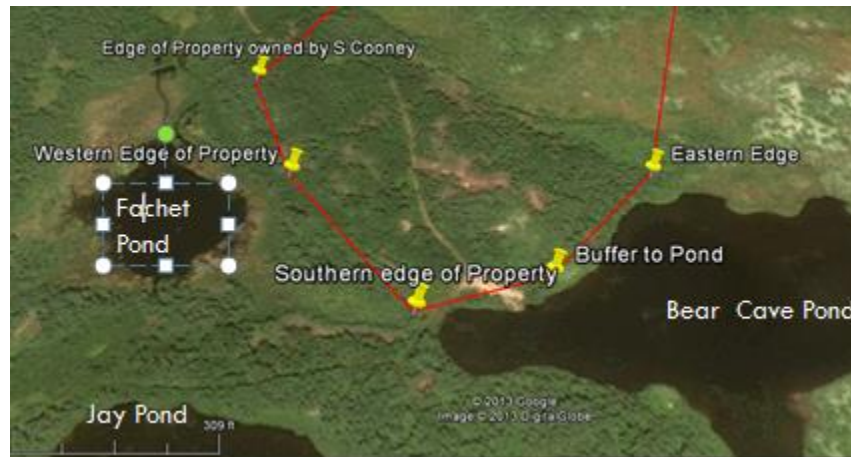 Edge of Property owned by S Cooney
Western Edge of Property
Eastern Edge
Fachet
Pond
Buffer to Pond
Southern edge of Property
Bear Cave Pond
Jay Pond
309 ft
© 2013 Google
Image © 2013 DigitalGlobe